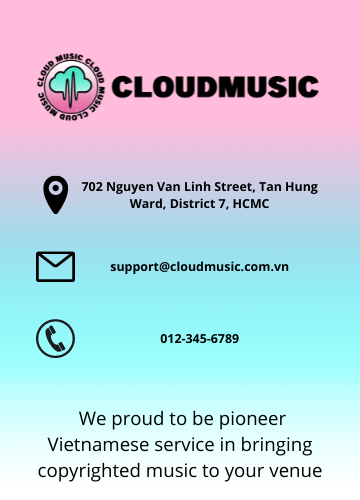 CLOUD MUSIC CLOUD MUSIC CLOUD MUSIC
CLOUDMUSIC
702 Nguyen Van Linh Street, Tan Hung
Ward, District 7, HCMC
support@cloudmusic.com.vn
012-345-6789
We proud to be pioneer
Vietnamese service in bringing
copyrighted music to your venue